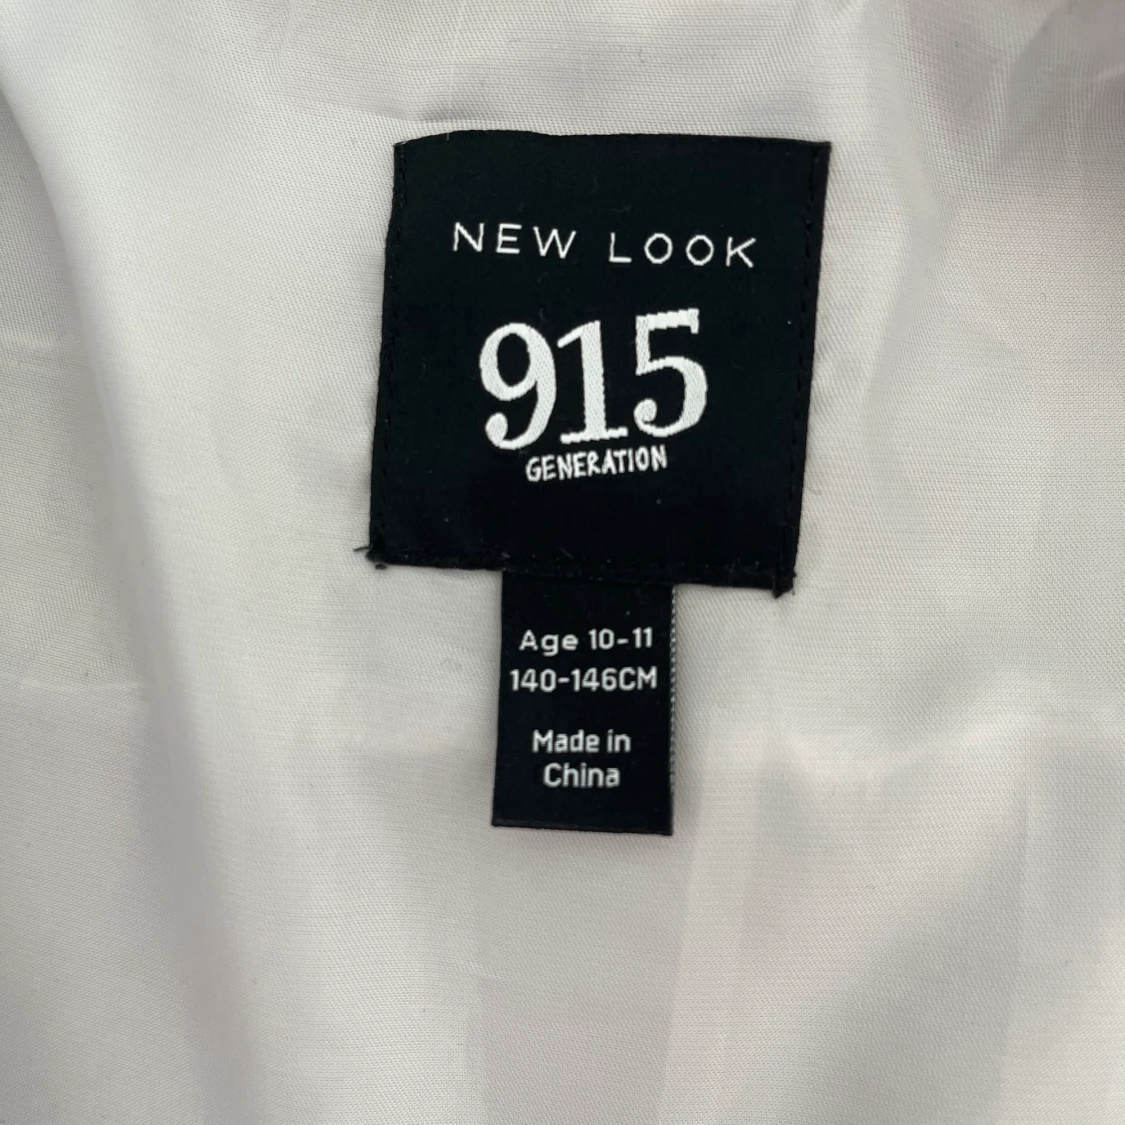 NEW LOOK
915
GENERATION
Age 10-11
140-146CM
Made in
China